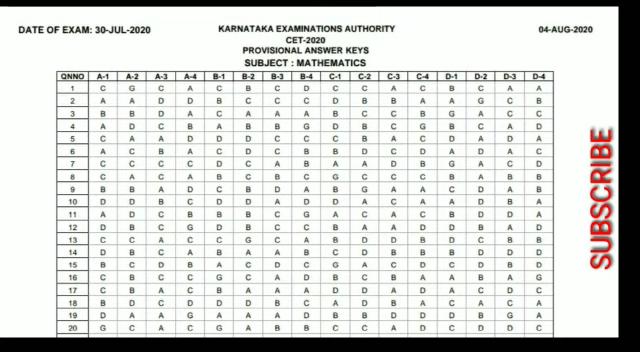 DATE OF EXAM: 30-JUL-2020 KARNATAKA EXAMINATIONS AUTHORITY 04-AUG-2020
CET-2020
PROVISIONAL ANSWER KEYS
SUBJECT : MATHEMATICS
QNNO A-1 A-2 A-3 A-4 B-1 B-2 B-3 B-4 C-1 C-2 C-3 C-4 D-1 D-2 D-3 D-4
1 C G C A C B C D C C A C B C A A
2 A A D D B C C C D B B A A G C B
3 B B D A C A A A B C C B G A C C
4 A D C B A B B G D B C G B C A D
5 C A A D D D C C C B A C D A D A
6 A C B A C D C B B D C D A D A C
7 C C C C D C A B A A D B G A C D
8 C A C A B C B C G C C C B A B B
9 B B A D C B D A B G A A C D A B
10 D D B C D D A D D A C A A D B A
11 A D C B B B C G A C A C B D D A
12 D B C G D B C C B A A D D B A D
13 C C A C C G C A B D D B D C B B
14 D B C A B A A B C D B B B D D D
15 B C D B A C D C G A C D C D B D
16 C B C C G C A D B C B A A B A G
17 C B A C B A B A D D A D A C D C
18 B D C D D D B C A D B A C A C A
19 D A A G A A A D B B D D D B G A
20 G C A C G A B B C C A D C D D C
SUBSCRIBE